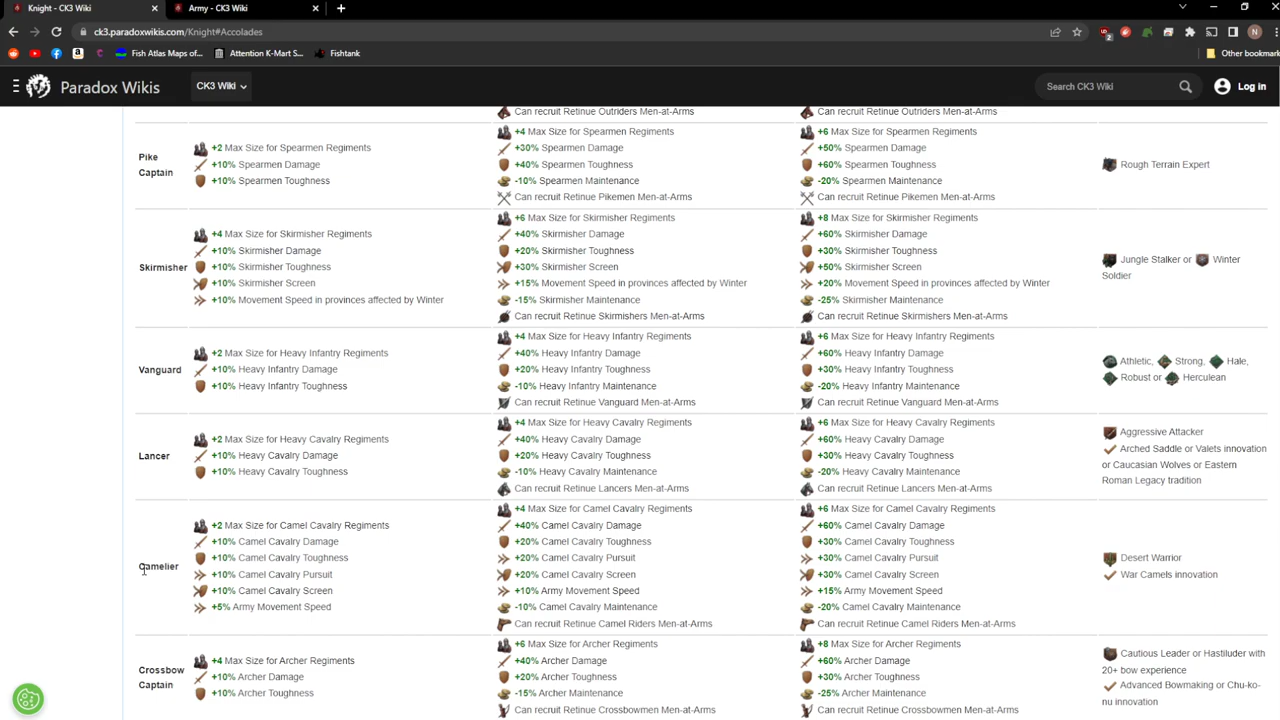 Knight - CK3 Wiki
Army - CK3 Wiki
ck3.paradoxwikis.com/Knight#Accolades
Fish Atlas Maps of...
Attention K-Mart S...
Fishtank
Other bookmark
Paradox Wikis
CK3 Wiki
Search CK3 Wiki
Log in
Can recruit Retinue Outriders Men-at-Arms
Can recruit Retinue Outriders Men-at-Arms
Pike
Captain
+2 Max Size for Spearmen Regiments
+10% Spearmen Damage
+10% Spearmen Toughness
+4 Max Size for Spearmen Regiments
+30% Spearmen Damage
+40% Spearmen Toughness
-10% Spearmen Maintenance
Can recruit Retinue Pikemen Men-at-Arms
+6 Max Size for Spearmen Regiments
+50% Spearmen Damage
+60% Spearmen Toughness
-20% Spearmen Maintenance
Can recruit Retinue Pikemen Men-at-Arms
Rough Terrain Expert
Skirmisher
+4 Max Size for Skirmisher Regiments
+10% Skirmisher Damage
+10% Skirmisher Toughness
+10% Skirmisher Screen
+10% Movement Speed in provinces affected by Winter
+6 Max Size for Skirmisher Regiments
+40% Skirmisher Damage
+20% Skirmisher Toughness
+30% Skirmisher Screen
+15% Movement Speed in provinces affected by Winter
-15% Skirmisher Maintenance
Can recruit Retinue Skirmishers Men-at-Arms
+8 Max Size for Skirmisher Regiments
+60% Skirmisher Damage
+30% Skirmisher Toughness
+50% Skirmisher Screen
+20% Movement Speed in provinces affected by Winter
-25% Skirmisher Maintenance
Can recruit Retinue Skirmishers Men-at-Arms
Jungle Stalker or Winter
Soldier
Vanguard
+2 Max Size for Heavy Infantry Regiments
+10% Heavy Infantry Damage
+10% Heavy Infantry Toughness
+4 Max Size for Heavy Infantry Regiments
+40% Heavy Infantry Damage
+20% Heavy Infantry Toughness
-10% Heavy Infantry Maintenance
Can recruit Retinue Vanguard Men-at-Arms
+6 Max Size for Heavy Infantry Regiments
+60% Heavy Infantry Damage
+30% Heavy Infantry Toughness
-20% Heavy Infantry Maintenance
Can recruit Retinue Vanguard Men-at-Arms
Athletic, Strong, Hale,
Robust or Herculean
Lancer
+2 Max Size for Heavy Cavalry Regiments
+10% Heavy Cavalry Damage
+10% Heavy Cavalry Toughness
+4 Max Size for Heavy Cavalry Regiments
+40% Heavy Cavalry Damage
+20% Heavy Cavalry Toughness
-10% Heavy Cavalry Maintenance
Can recruit Retinue Lancers Men-at-Arms
+6 Max Size for Heavy Cavalry Regiments
+60% Heavy Cavalry Damage
+30% Heavy Cavalry Toughness
-20% Heavy Cavalry Maintenance
Can recruit Retinue Lancers Men-at-Arms
Aggressive Attacker
Arched Saddle or Valets innovation
or Caucasian Wolves or Eastern
Roman Legacy tradition
Camelier
+2 Max Size for Camel Cavalry Regiments
+10% Camel Cavalry Damage
+10% Camel Cavalry Toughness
+10% Camel Cavalry Pursuit
+10% Camel Cavalry Screen
+5% Army Movement Speed
+4 Max Size for Camel Cavalry Regiments
+40% Camel Cavalry Damage
+20% Camel Cavalry Toughness
+20% Camel Cavalry Pursuit
+20% Camel Cavalry Screen
+10% Army Movement Speed
-10% Camel Cavalry Maintenance
Can recruit Retinue Camel Riders Men-at-Arms
+6 Max Size for Camel Cavalry Regiments
+60% Camel Cavalry Damage
+30% Camel Cavalry Toughness
+30% Camel Cavalry Pursuit
+30% Camel Cavalry Screen
+15% Army Movement Speed
-20% Camel Cavalry Maintenance
Can recruit Retinue Camel Riders Men-at-Arms
Desert Warrior
War Camels innovation
Crossbow
Captain
+4 Max Size for Archer Regiments
+10% Archer Damage
+10% Archer Toughness
+6 Max Size for Archer Regiments
+40% Archer Damage
+20% Archer Toughness
-15% Archer Maintenance
Can recruit Retinue Crossbowmen Men-at-Arms
+8 Max Size for Archer Regiments
+60% Archer Damage
+30% Archer Toughness
-25% Archer Maintenance
Can recruit Retinue Crossbowmen Men-at-Arms
Cautious Leader or Hastiluder with
20+ bow experience
Advanced Bowmaking or Chu-ko-
nu innovation